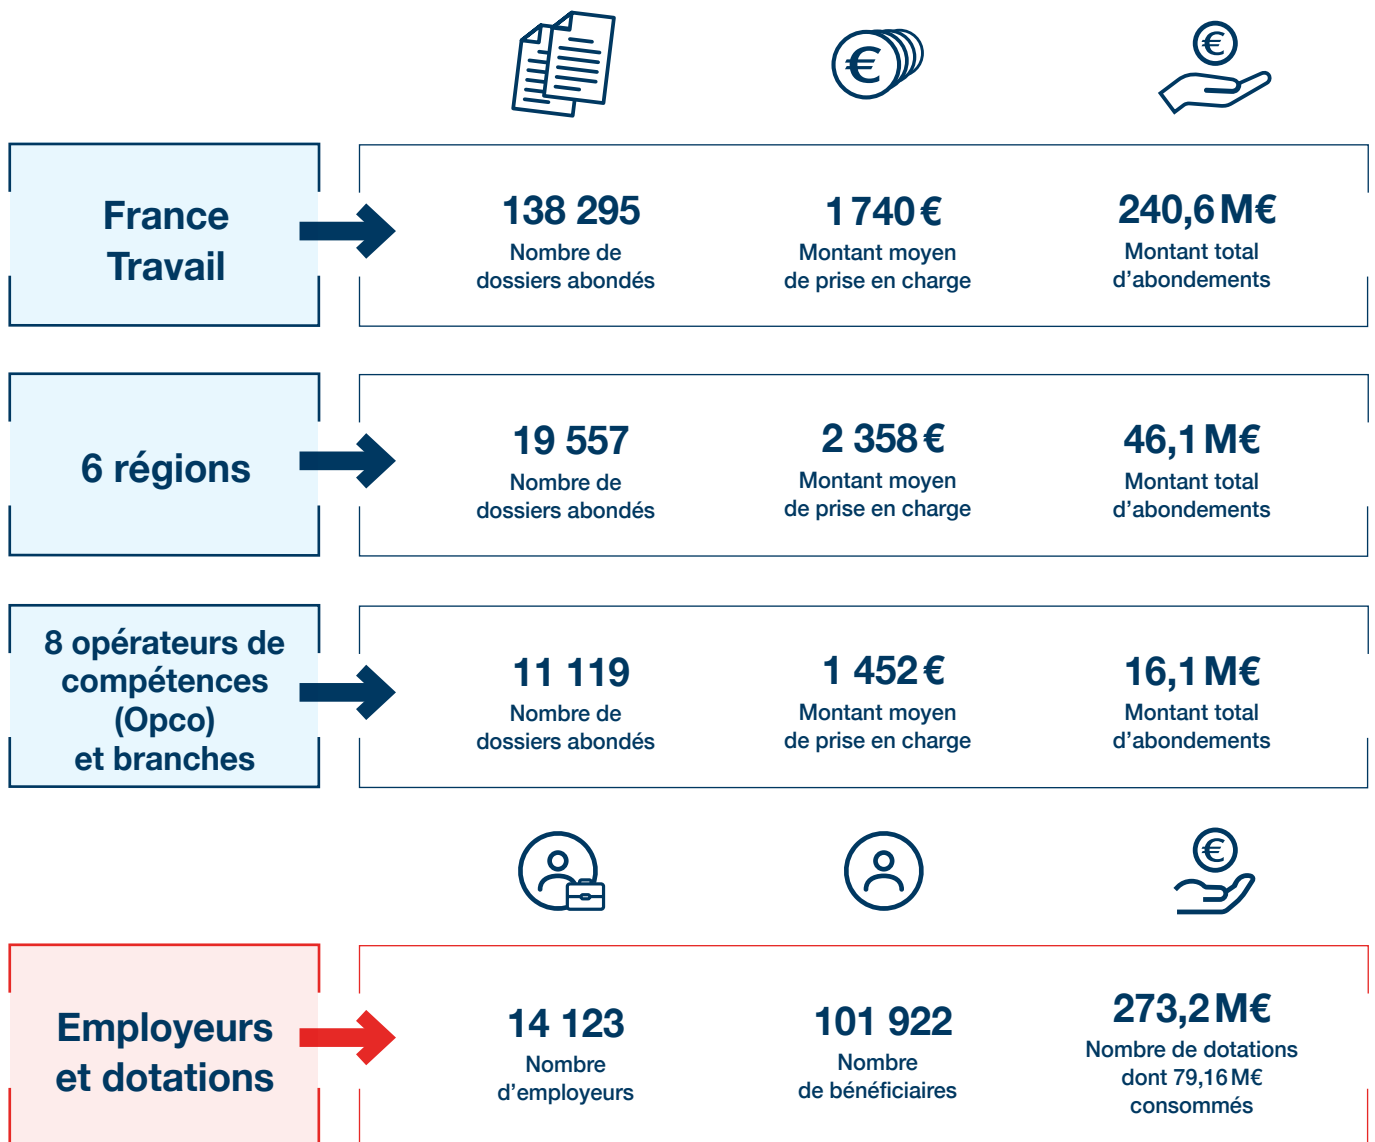 France
Travail
138 295
Nombre de
dossiers abondés
1 740 €
Montant moyen
de prise en charge
240,6 M€
Montant total
d’abondements
6 régions
19 557
Nombre de
dossiers abondés
2 358 €
Montant moyen
de prise en charge
46,1 M€
Montant total
d’abondements
8 opérateurs de
compétences
(Opco)
et branches
11 119
Nombre de
dossiers abondés
1 452 €
Montant moyen
de prise en charge
16,1 M€
Montant total
d’abondements
Employeurs
et dotations
14 123
Nombre
d’employeurs
101 922
Nombre
de bénéficiaires
273,2 M€
Nombre de dotations
dont 79,16 M€
consommés